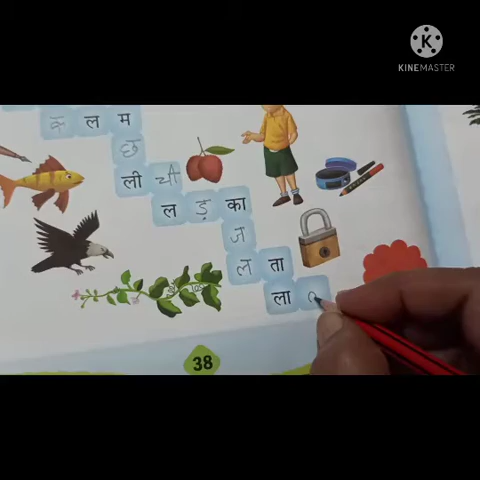 K
KINEMASTER
क ल म
छ
ली ची
ल ड़ का
ज
ल ता
ला
38